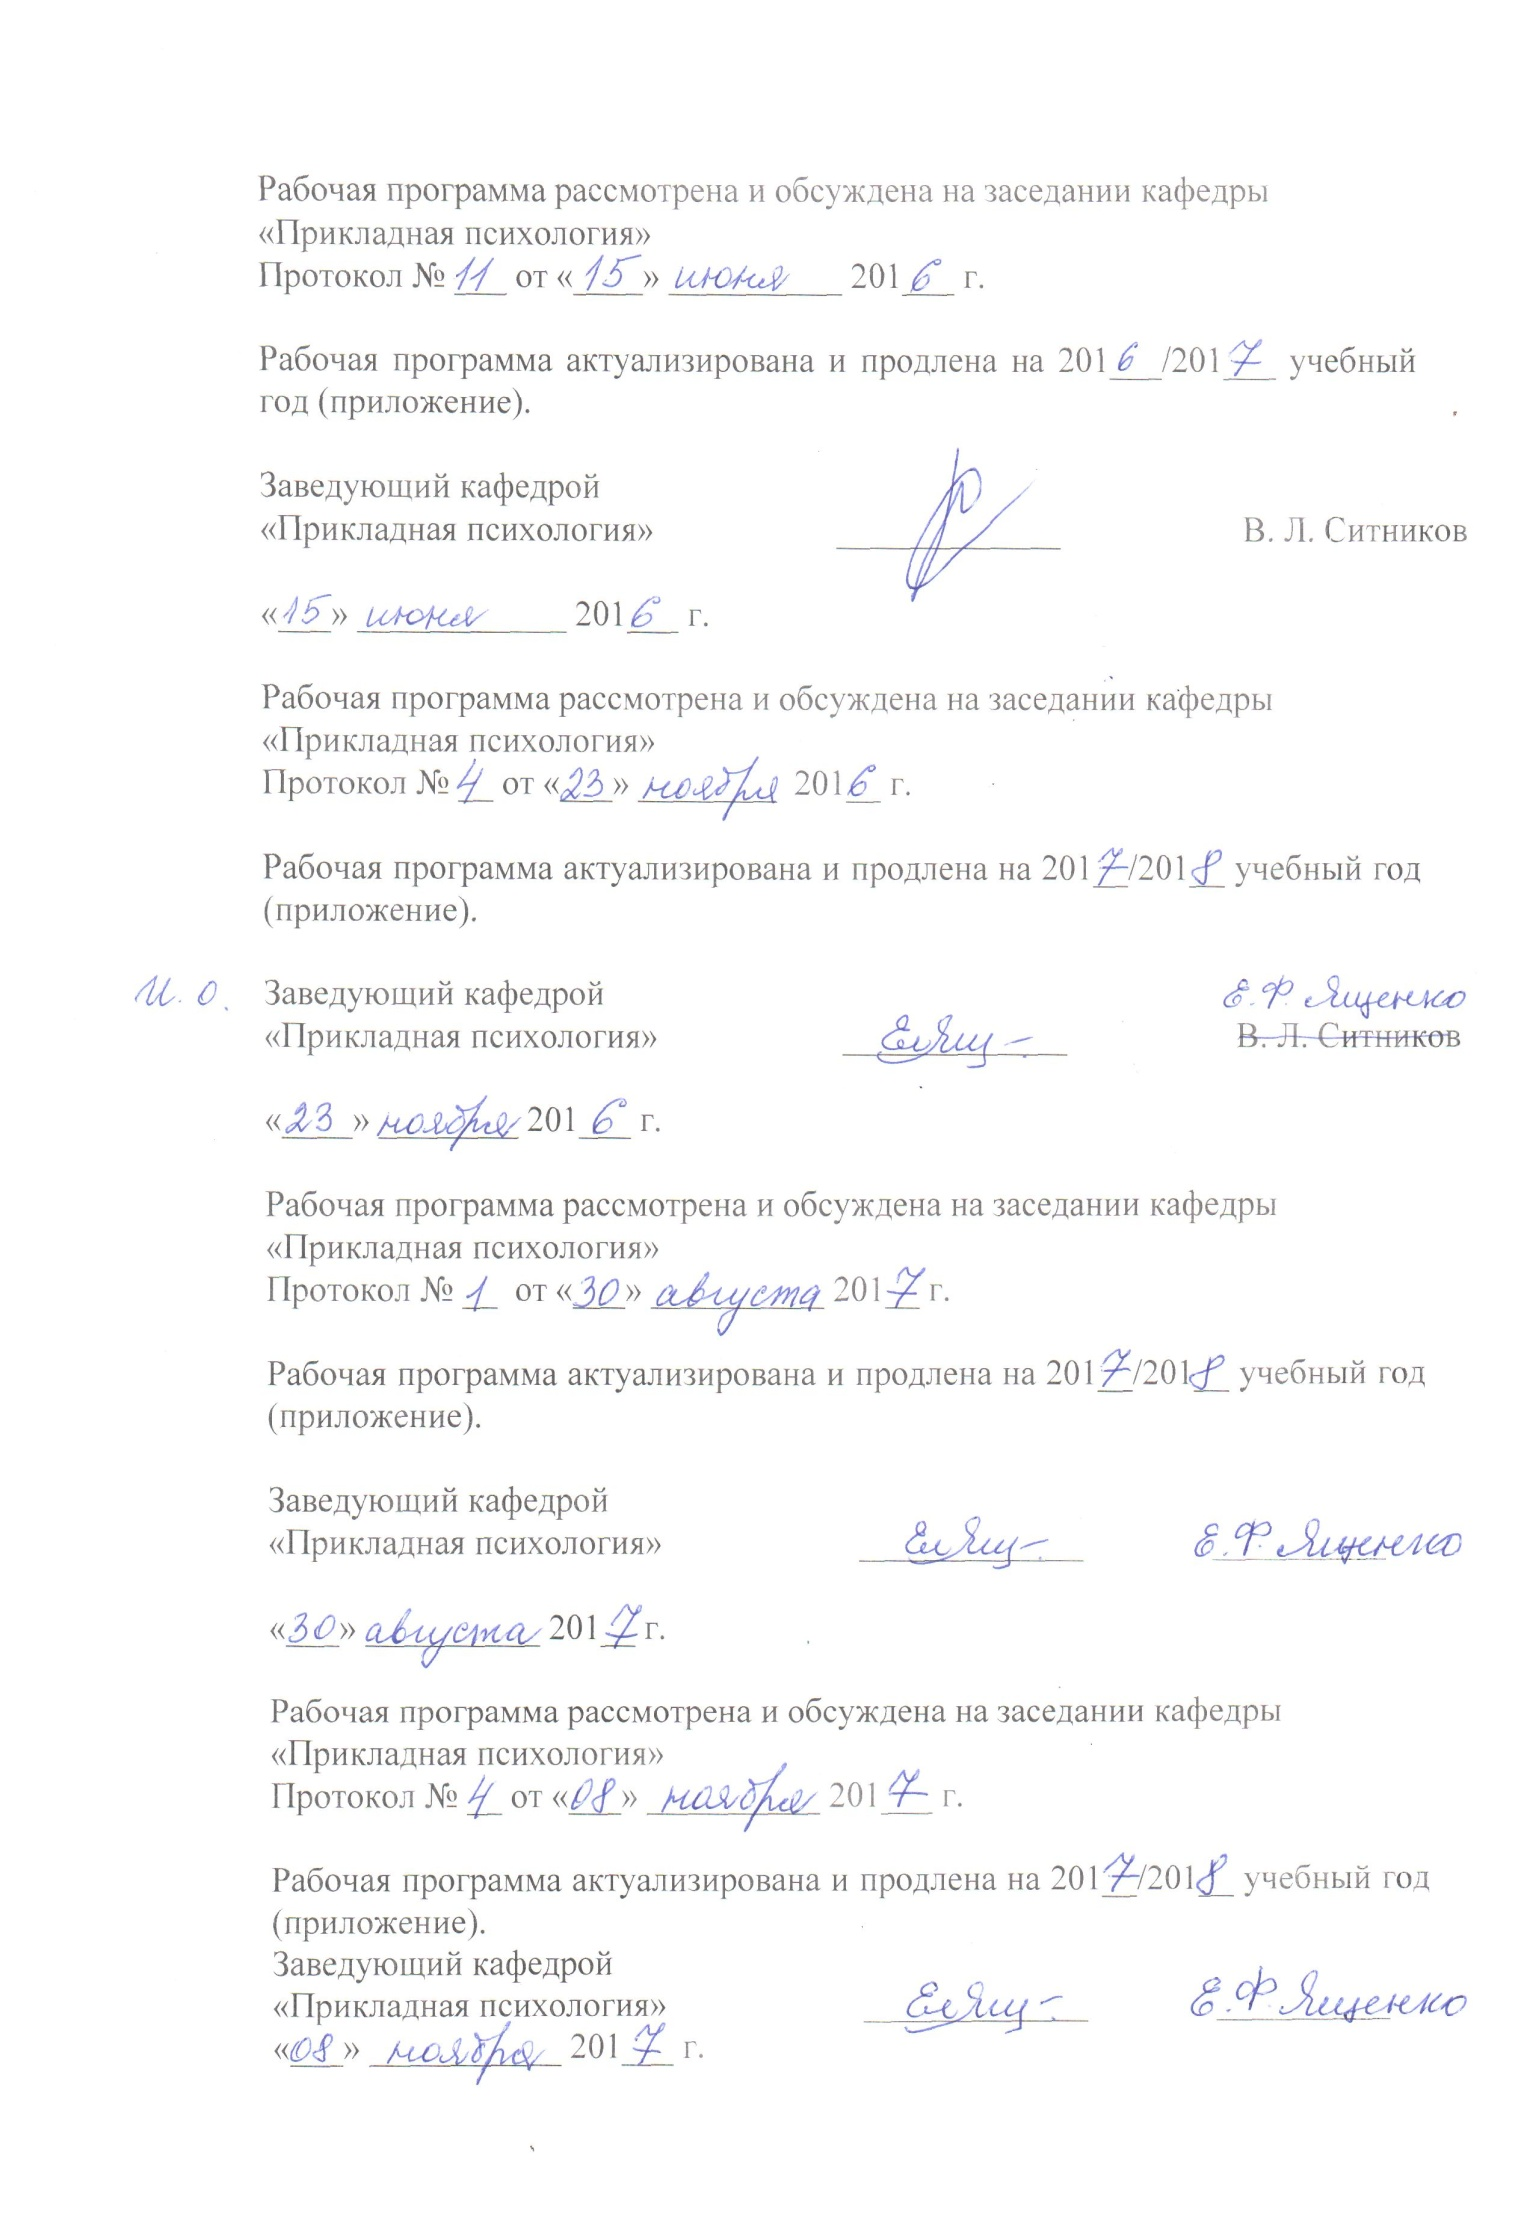 Рабочая программа рассмотрена и обсуждена на заседании кафедры
«Прикладная психология»
Протокол № 11 от «15» июня 2016 г.
Рабочая программа актуализирована и продлена на 2016/2017 учебный
год (приложение).
Заведующий кафедрой
«Прикладная психология» В. Л. Ситников
«15» июня 2016 г.
Рабочая программа рассмотрена и обсуждена на заседании кафедры
«Прикладная психология»
Протокол № 4 от «23» ноября 2016 г.
Рабочая программа актуализирована и продлена на 2017/2018 учебный год
(приложение).
И. О. Заведующий кафедрой Е. Ф. Ященко
«Прикладная психология» ЕлЯщ В. Л. Ситников
«23» ноября 2016 г.
Рабочая программа рассмотрена и обсуждена на заседании кафедры
«Прикладная психология»
Протокол № 1 от «30» августа 2017 г.
Рабочая программа актуализирована и продлена на 2017/2018 учебный год
(приложение).
Заведующий кафедрой
«Прикладная психология» ЕлЯщ Е. Ф. Ященко
«30» августа 2017 г.
Рабочая программа рассмотрена и обсуждена на заседании кафедры
«Прикладная психология»
Протокол № 4 от «08» ноября 2017 г.
Рабочая программа актуализирована и продлена на 2017/2018 учебный год
(приложение).
Заведующий кафедрой
«Прикладная психология» ЕлЯщ Е. Ф. Ященко
«08» ноября 2017 г.